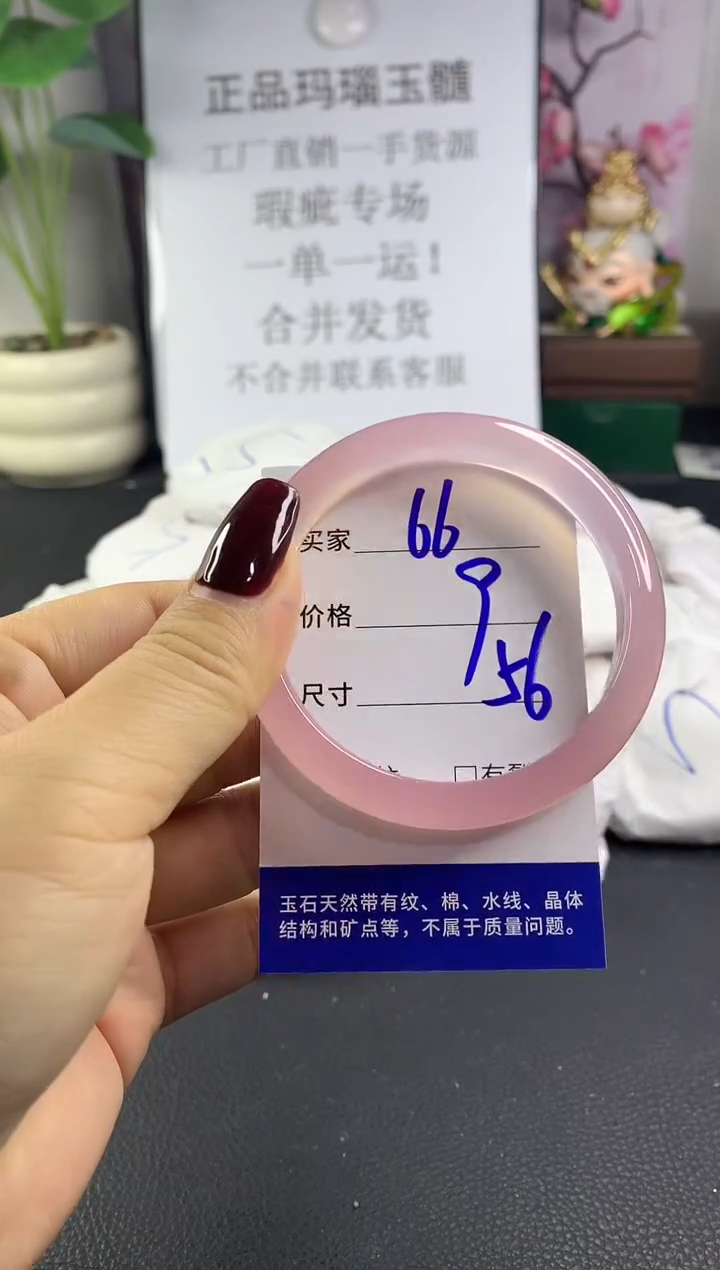 正品玛瑙玉髓
工厂直销一手货源
瑕疵专场
一单一运！
合并发货
不合并联系客服
买家 66
价格 9
尺寸 56
□有裂
玉石天然带有纹、棉、水线、晶体
结构和矿点等，不属于质量问题。